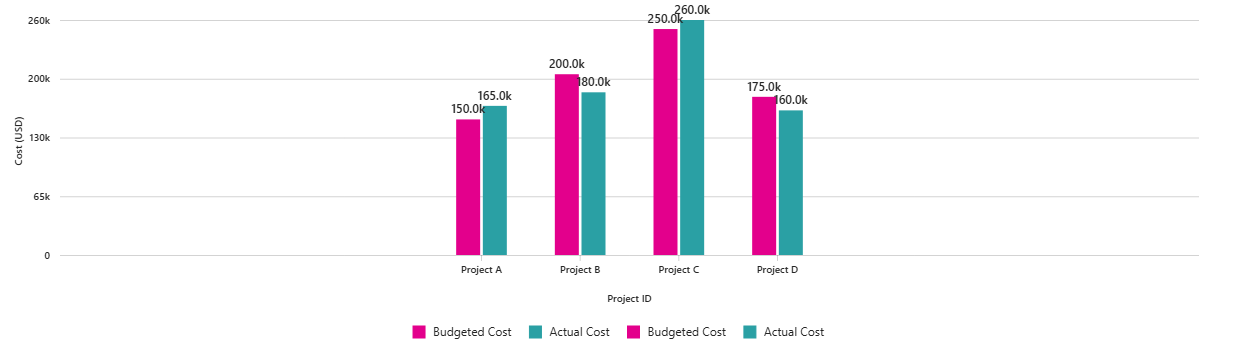 260k
200k
130k
65k
0
Cost (USD)
150.0k
165.0k
200.0k
180.0k
250.0k
260.0k
175.0k
160.0k
Project A
Project B
Project C
Project D
Project ID
Budgeted Cost Actual Cost Budgeted Cost Actual Cost